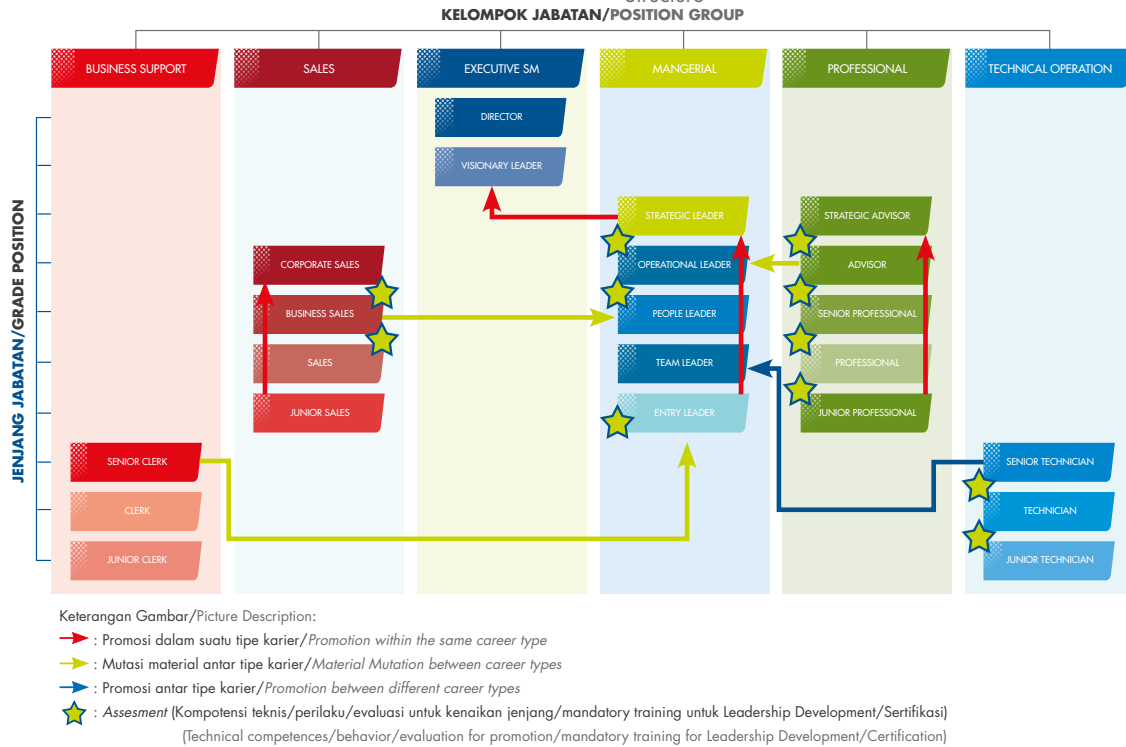 KELOMPOK JABATAN/POSITION GROUP
BUSINESS SUPPORT
SALES
EXECUTIVE SM
MANGERIAL
PROFESSIONAL
TECHNICAL OPERATION
JENJANG JABATAN/GRADE POSITION
DIRECTOR
VISIONARY LEADER
STRATEGIC LEADER
STRATEGIC ADVISOR
CORPORATE SALES
OPERATIONAL LEADER
ADVISOR
BUSINESS SALES
PEOPLE LEADER
SENIOR PROFESSIONAL
SALES
TEAM LEADER
PROFESSIONAL
JUNIOR SALES
ENTRY LEADER
JUNIOR PROFESSIONAL
SENIOR CLERK
SENIOR TECHNICIAN
CLERK
TECHNICIAN
JUNIOR CLERK
JUNIOR TECHNICIAN
Keterangan Gambar/Picture Description:
: Promosi dalam suatu tipe karier/Promotion within the same career type
: Mutasi material antar tipe karier/Material Mutation between career types
: Promosi antar tipe karier/Promotion between different career types
: Assesment (Kompotensi teknis/perilaku/evaluasi untuk kenaikan jenjang/mandatory training untuk Leadership Development/Sertifikasi)
(Technical competences/behavior/evaluation for promotion/mandatory training for Leadership Development/Certification)